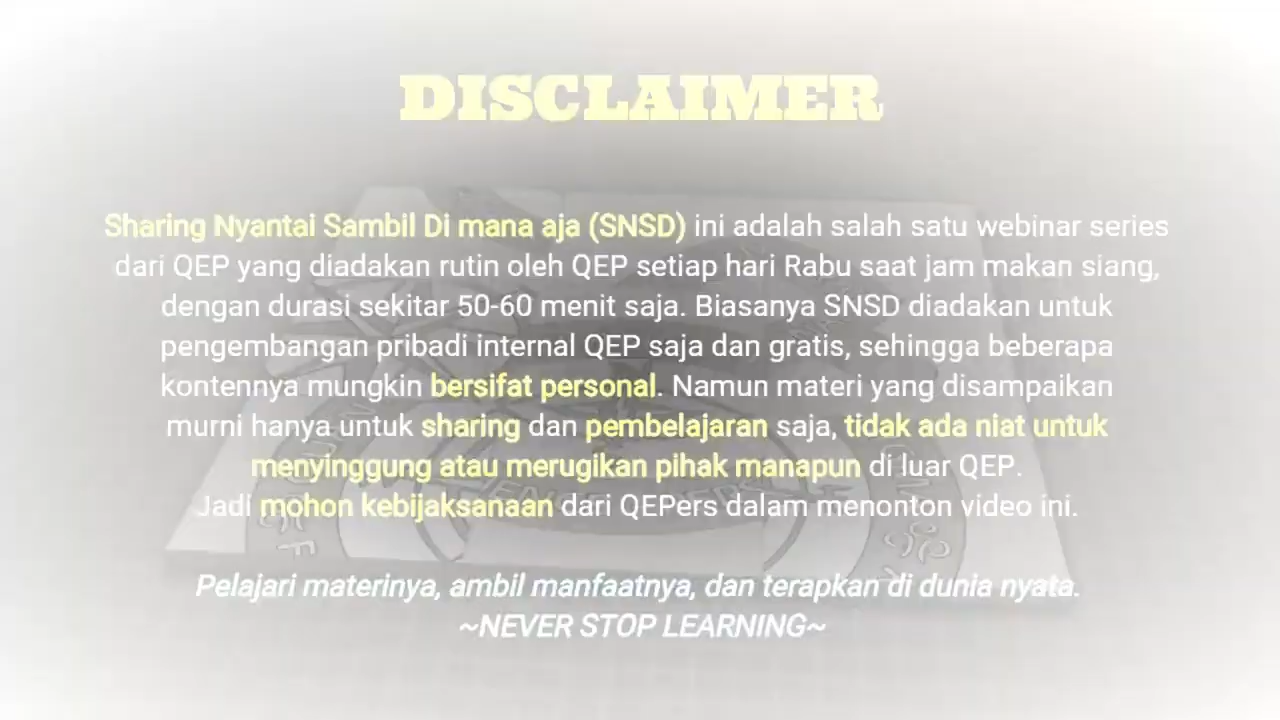 DISCLAIMER
Sharing Nyantai Sambil Di mana aja (SNSD) ini adalah salah satu webinar series
dari QEP yang diadakan rutin oleh QEP setiap hari Rabu saat jam makan siang,
dengan durasi sekitar 50-60 menit saja. Biasanya SNSD diadakan untuk
pengembangan pribadi internal QEP saja dan gratis, sehingga beberapa
kontennya mungkin bersifat personal. Namun materi yang disampaikan
murni hanya untuk sharing dan pembelajaran saja, tidak ada niat untuk
menyinggung atau merugikan pihak manapun di luar QEP.
Jadi mohon kebijaksanaan dari QEPers dalam menonton video ini.
Pelajari materinya, ambil manfaatnya, dan terapkan di dunia nyata.
~NEVER STOP LEARNING~